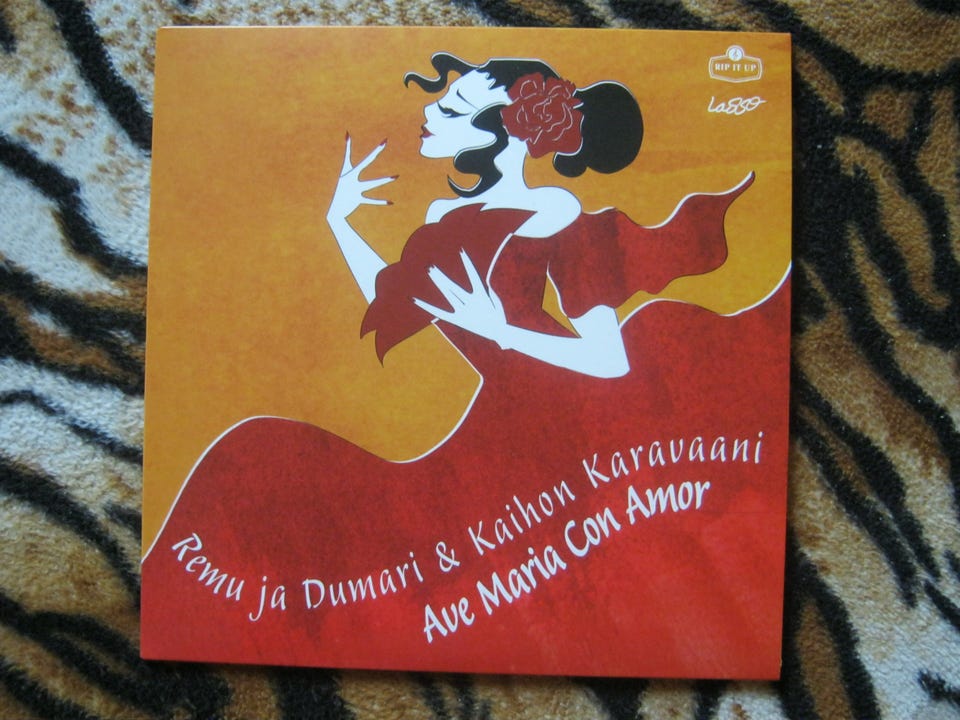 RIP IT UP
Lasso
Remu ja Dumari & Kaihon Karavaani
Ave Maria Con Amor